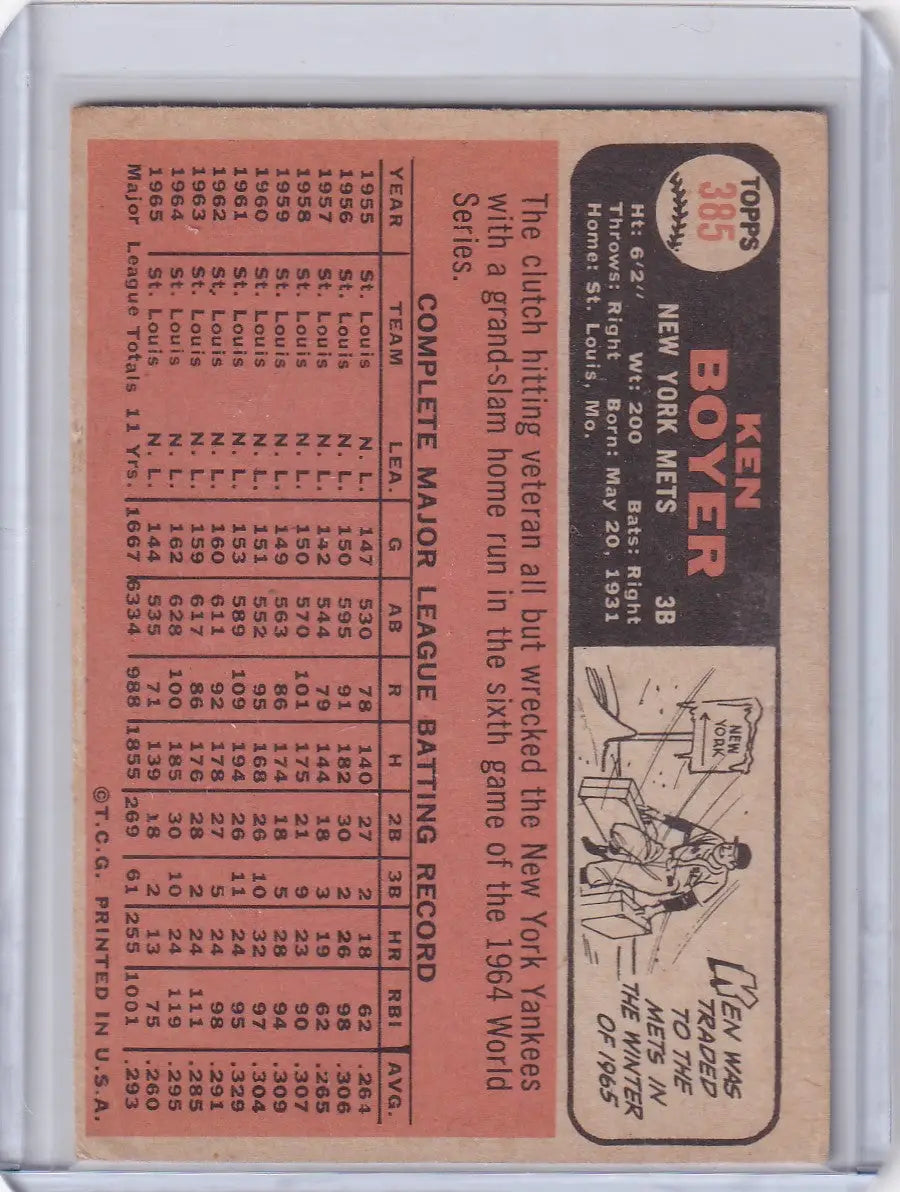 TOPPS
385
KEN
BOYER
NEW YORK METS 3B
Ht: 6'2" Wt: 200 Bats: Right
Throws: Right Born: May 20, 1931
Home: St. Louis, Mo.
NEW
YORK
KEN WAS
TRADED
TO THE
METS IN
THE WINTER
OF 1965
The clutch hitting veteran all but wrecked the New York Yankees
with a grand-slam home run in the sixth game of the 1964 World
Series.
COMPLETE MAJOR LEAGUE BATTING RECORD
YEAR TEAM LEA. G AB R H 2B 3B HR RBI AVG.
1955 St. Louis N. L. 147 530 78 140 27 2 18 62 .264
1956 St. Louis N. L. 150 595 91 182 30 2 26 98 .306
1957 St. Louis N. L. 142 544 79 144 18 3 19 62 .265
1958 St. Louis N. L. 150 570 101 175 21 9 23 90 .307
1959 St. Louis N. L. 149 563 86 174 18 5 28 94 .309
1960 St. Louis N. L. 151 552 95 168 26 10 32 97 .304
1961 St. Louis N. L. 153 589 109 194 26 11 24 95 .329
1962 St. Louis N. L. 160 611 92 178 27 5 24 98 .291
1963 St. Louis N. L. 159 617 86 176 28 2 24 111 .285
1964 St. Louis N. L. 162 628 100 185 30 10 24 119 .295
1965 St. Louis N. L. 144 535 71 139 18 2 13 75 .260
Major League Totals 11 Yrs. 1667 6334 988 1855 269 61 255 1001 .293
©T.C.G. PRINTED IN U.S.A.